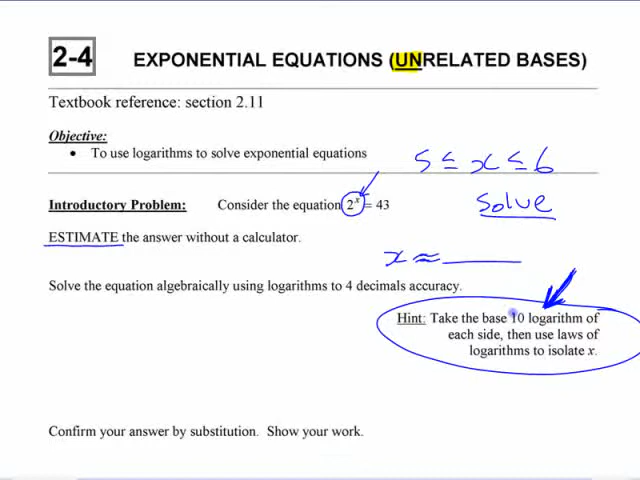 2-4 EXPONENTIAL EQUATIONS (UNRELATED BASES)
Textbook reference: section 2.11
Objective:
• To use logarithms to solve exponential equations
5 ≤ x ≤ 6
Introductory Problem: Consider the equation 2ˣ = 43
Solve
ESTIMATE the answer without a calculator.
x ≈ ______
Solve the equation algebraically using logarithms to 4 decimals accuracy.
Hint: Take the base 10 logarithm of
each side, then use laws of
logarithms to isolate x.
Confirm your answer by substitution. Show your work.